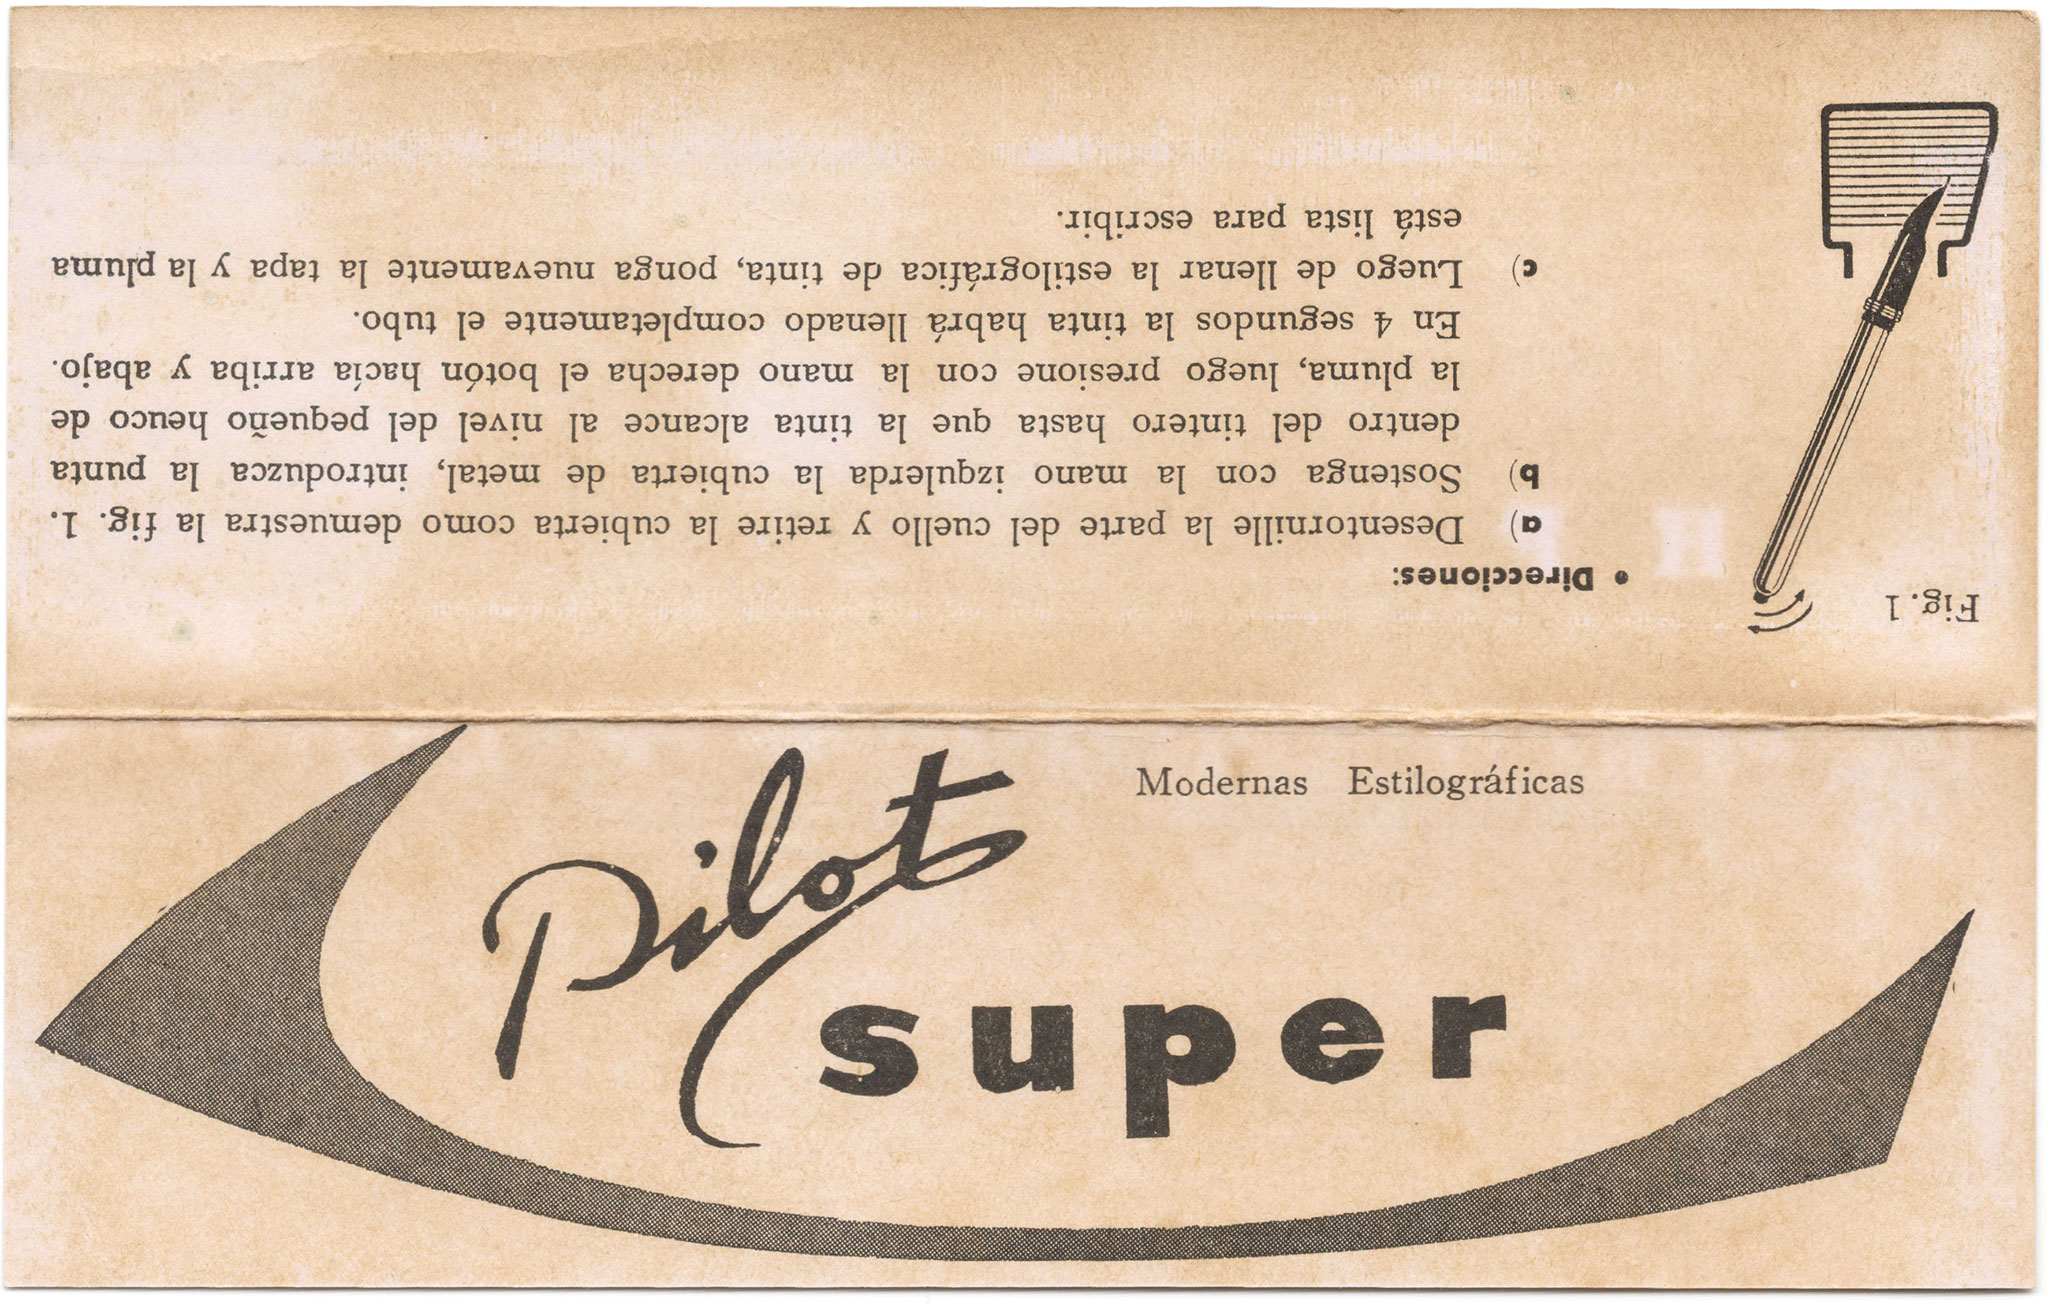 Modernas Estilográficas
Pilot
super
Fig. 1
• Direcciones:
a) Desentornille la parte del cuello y retire la cubierta como demuestra la fig. 1.
b) Sostenga con la mano izqulerda la cubierta de metal, introduzca la punta
dentro del tintero hasta que la tinta alcance al nivel del pequeño heuco de
la pluma, luego presione con la mano derecha el botón hacía arriba y abajo.
En 4 segundos la tinta habrá llenado completamente el tubo.
c) Luego de llenar la estilográfica de tinta, ponga nuevamente la tapa y la pluma
está lista para escribir.